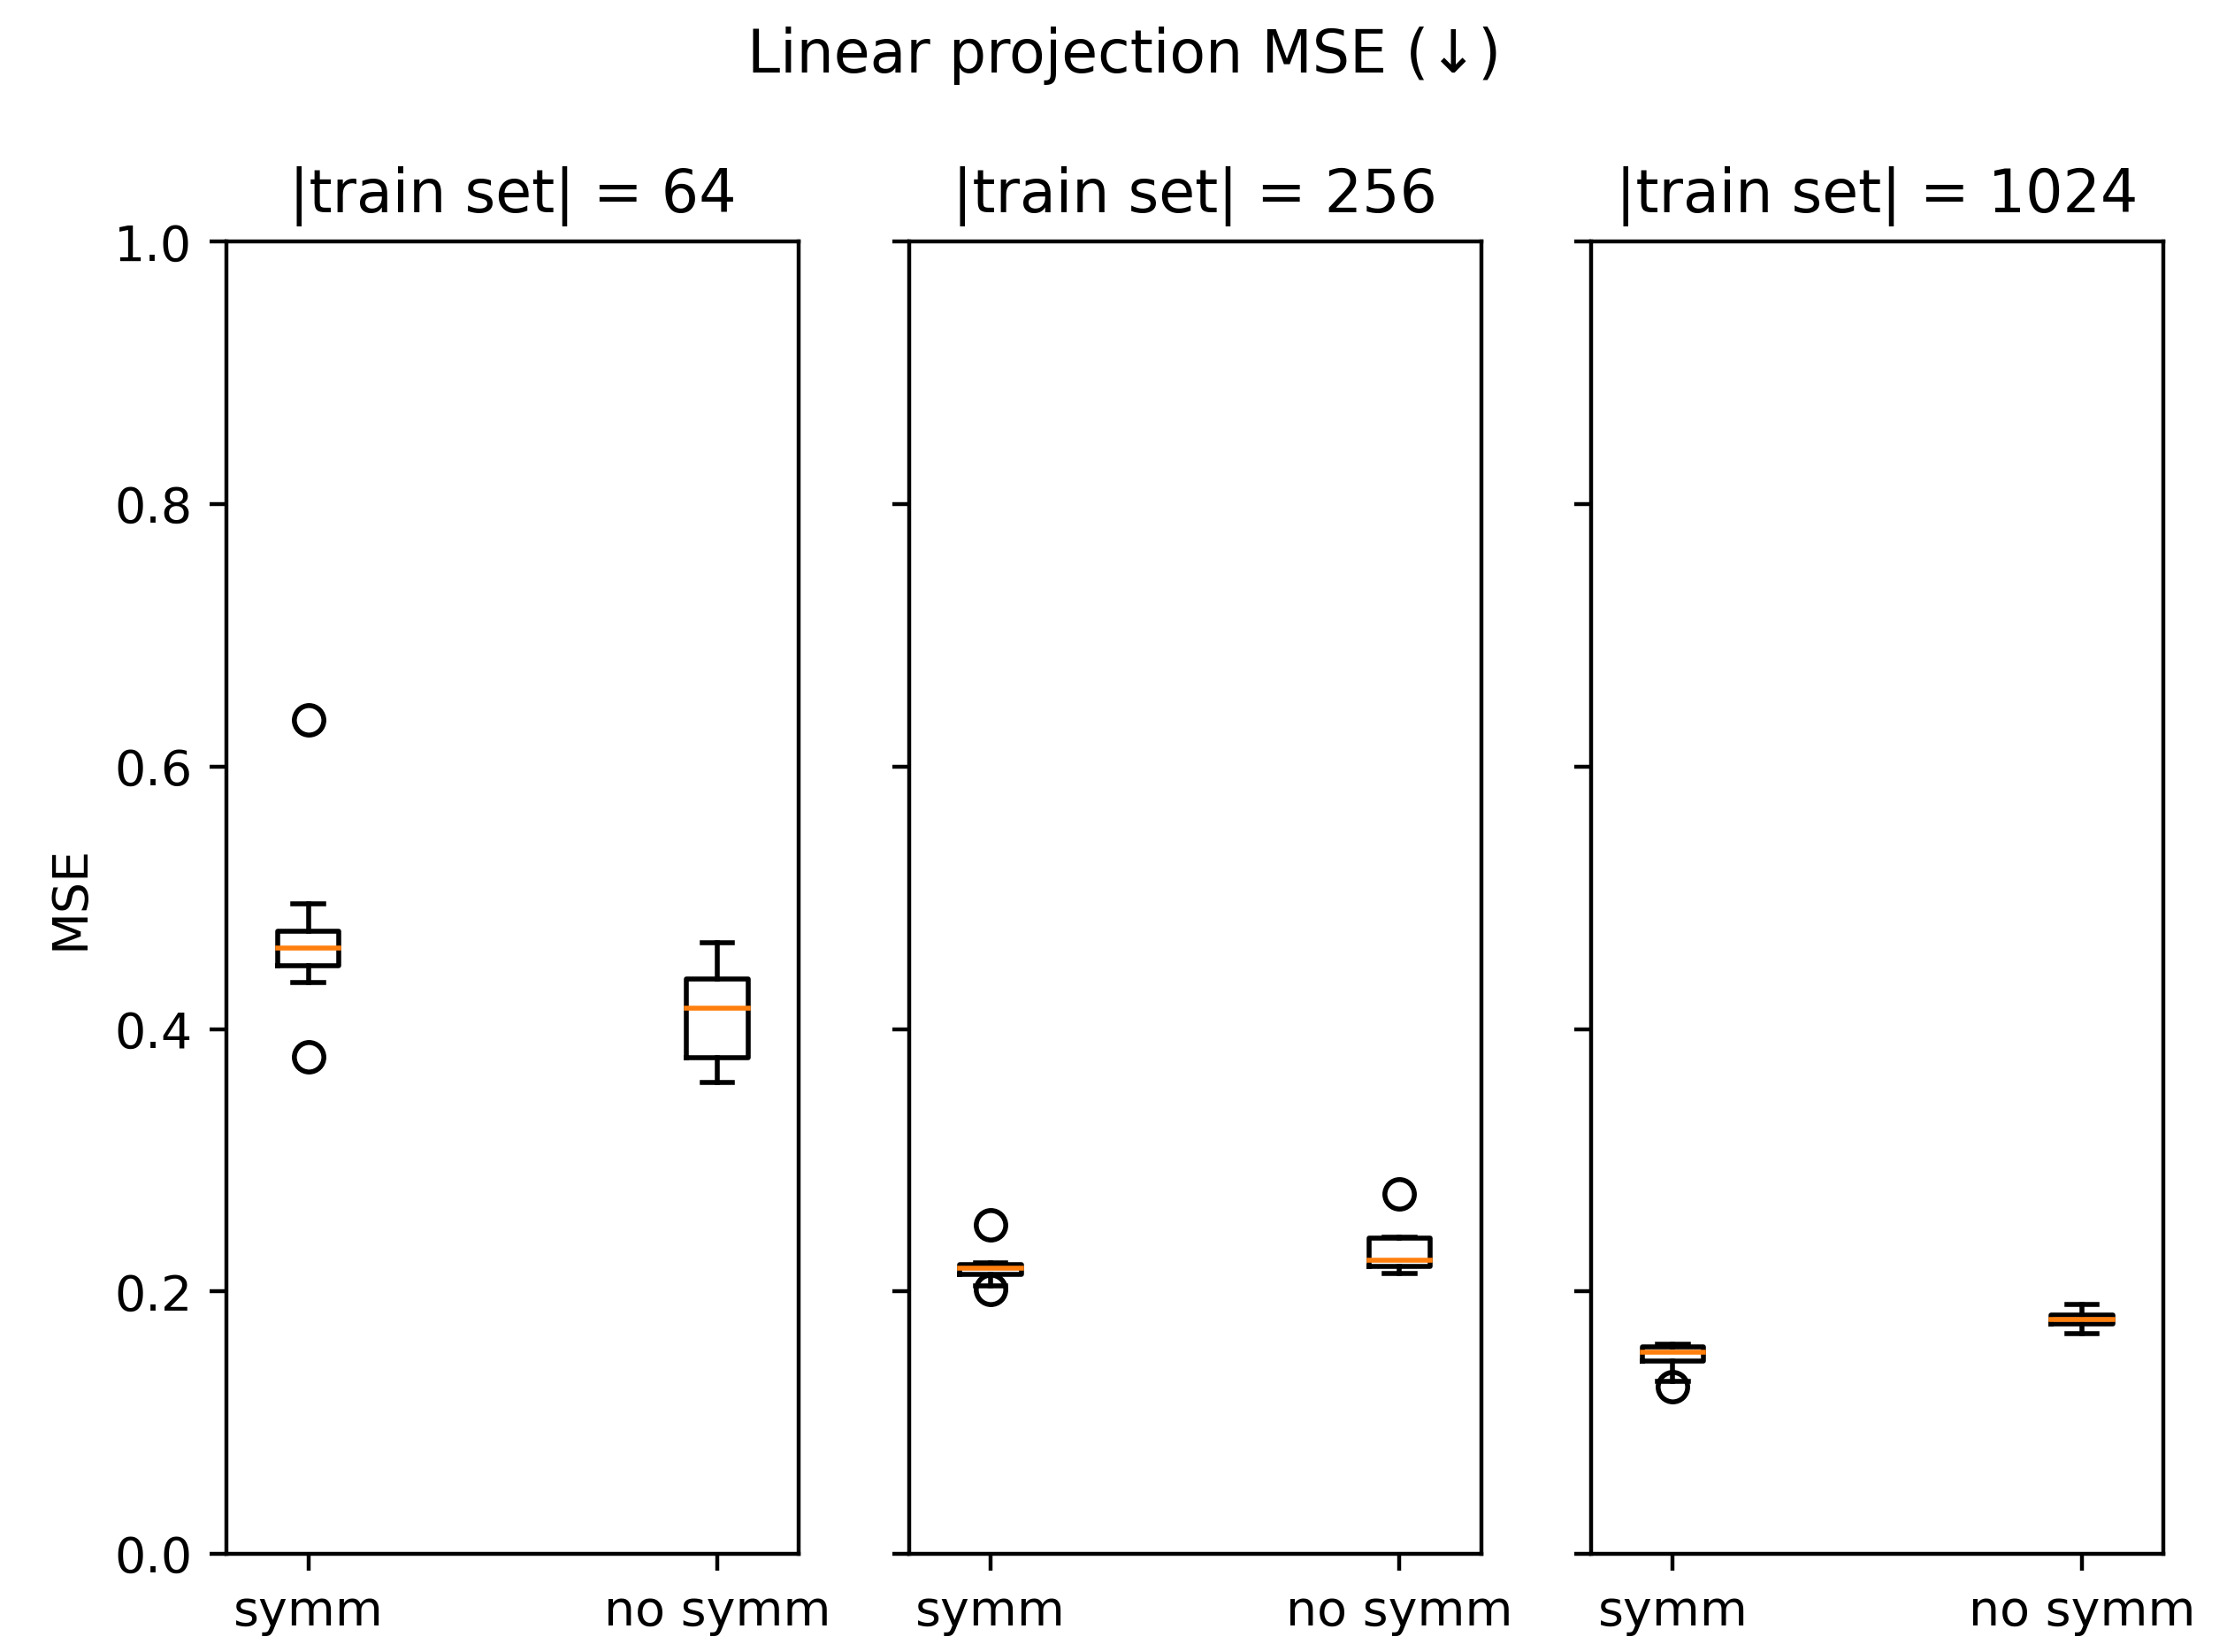 Linear projection MSE (↓)
|train set| = 64
|train set| = 256
|train set| = 1024
MSE
1.0
0.8
0.6
0.4
0.2
0.0
symm
no symm
symm
no symm
symm
no symm